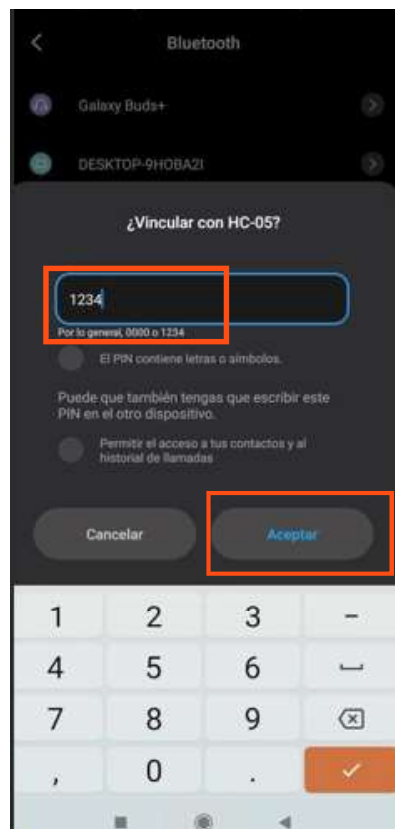 Bluetooth
Galaxy Buds+
DESKTOP-9HOBA2I
¿Vincular con HC-05?
1234
Por lo general, 0000 o 1234
El PIN contiene letras o símbolos.
Puede que también tengas que escribir este
PIN en el otro dispositivo.
Permitir el acceso a tus contactos y al
historial de llamadas
Cancelar
Aceptar
1 2 3 -
4 5 6
7 8 9
, 0 .